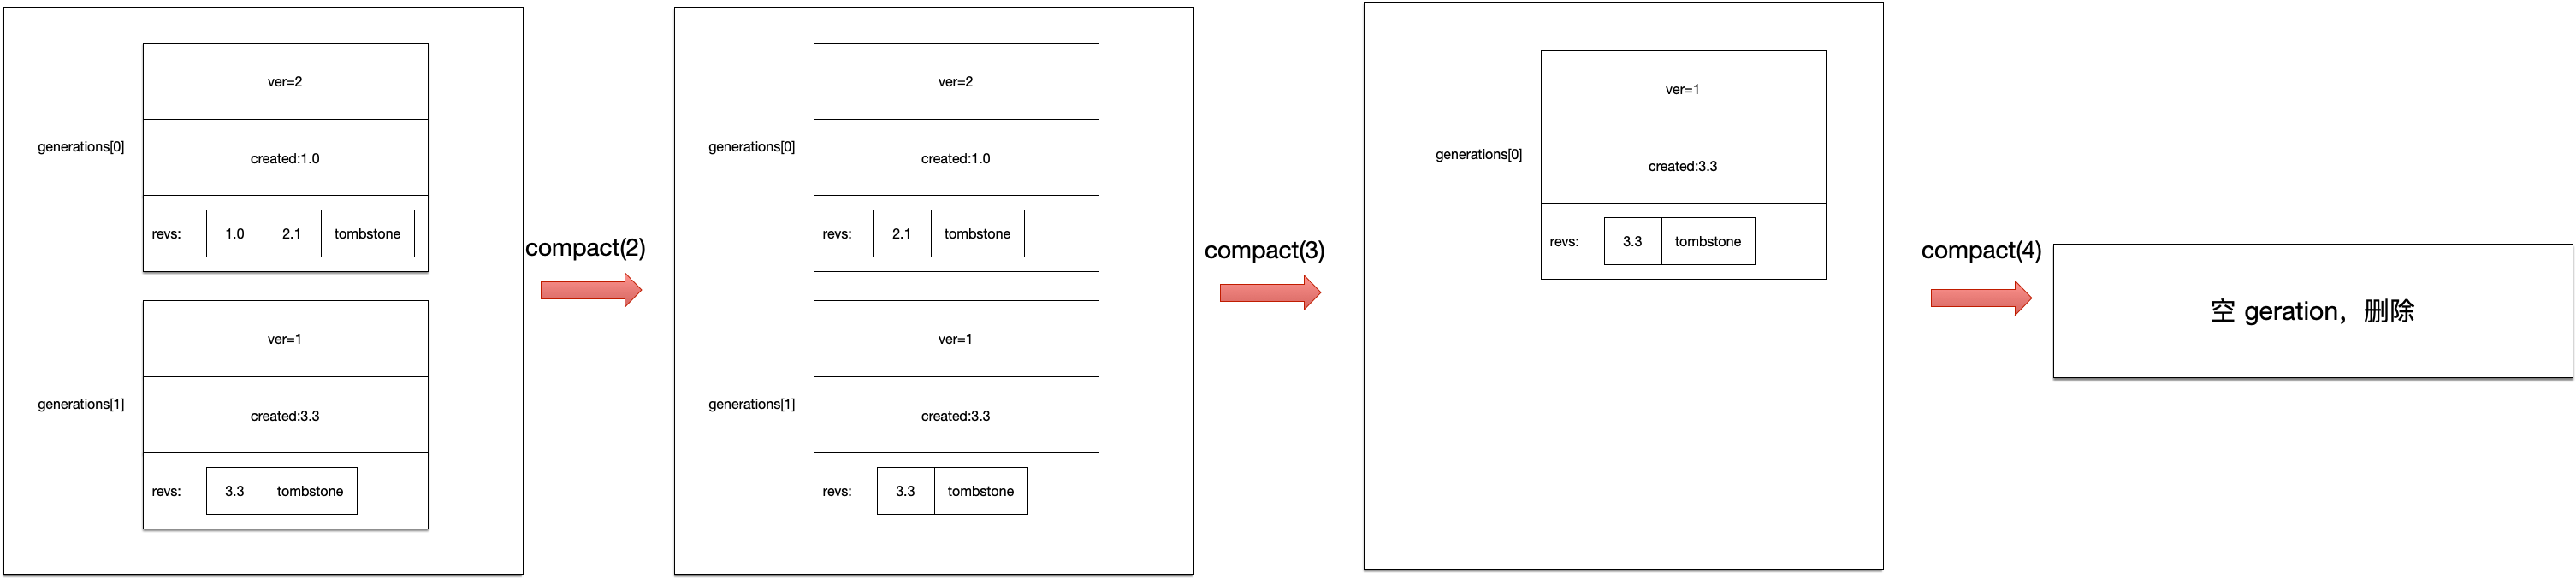 ver=2
generations[0]
created:1.0
revs: 1.0 2.1 tombstone
ver=1
generations[1]
created:3.3
revs: 3.3 tombstone
compact(2)
ver=2
generations[0]
created:1.0
revs: 2.1 tombstone
ver=1
generations[1]
created:3.3
revs: 3.3 tombstone
compact(3)
ver=1
generations[0]
created:3.3
revs: 3.3 tombstone
compact(4)
空 geration，删除